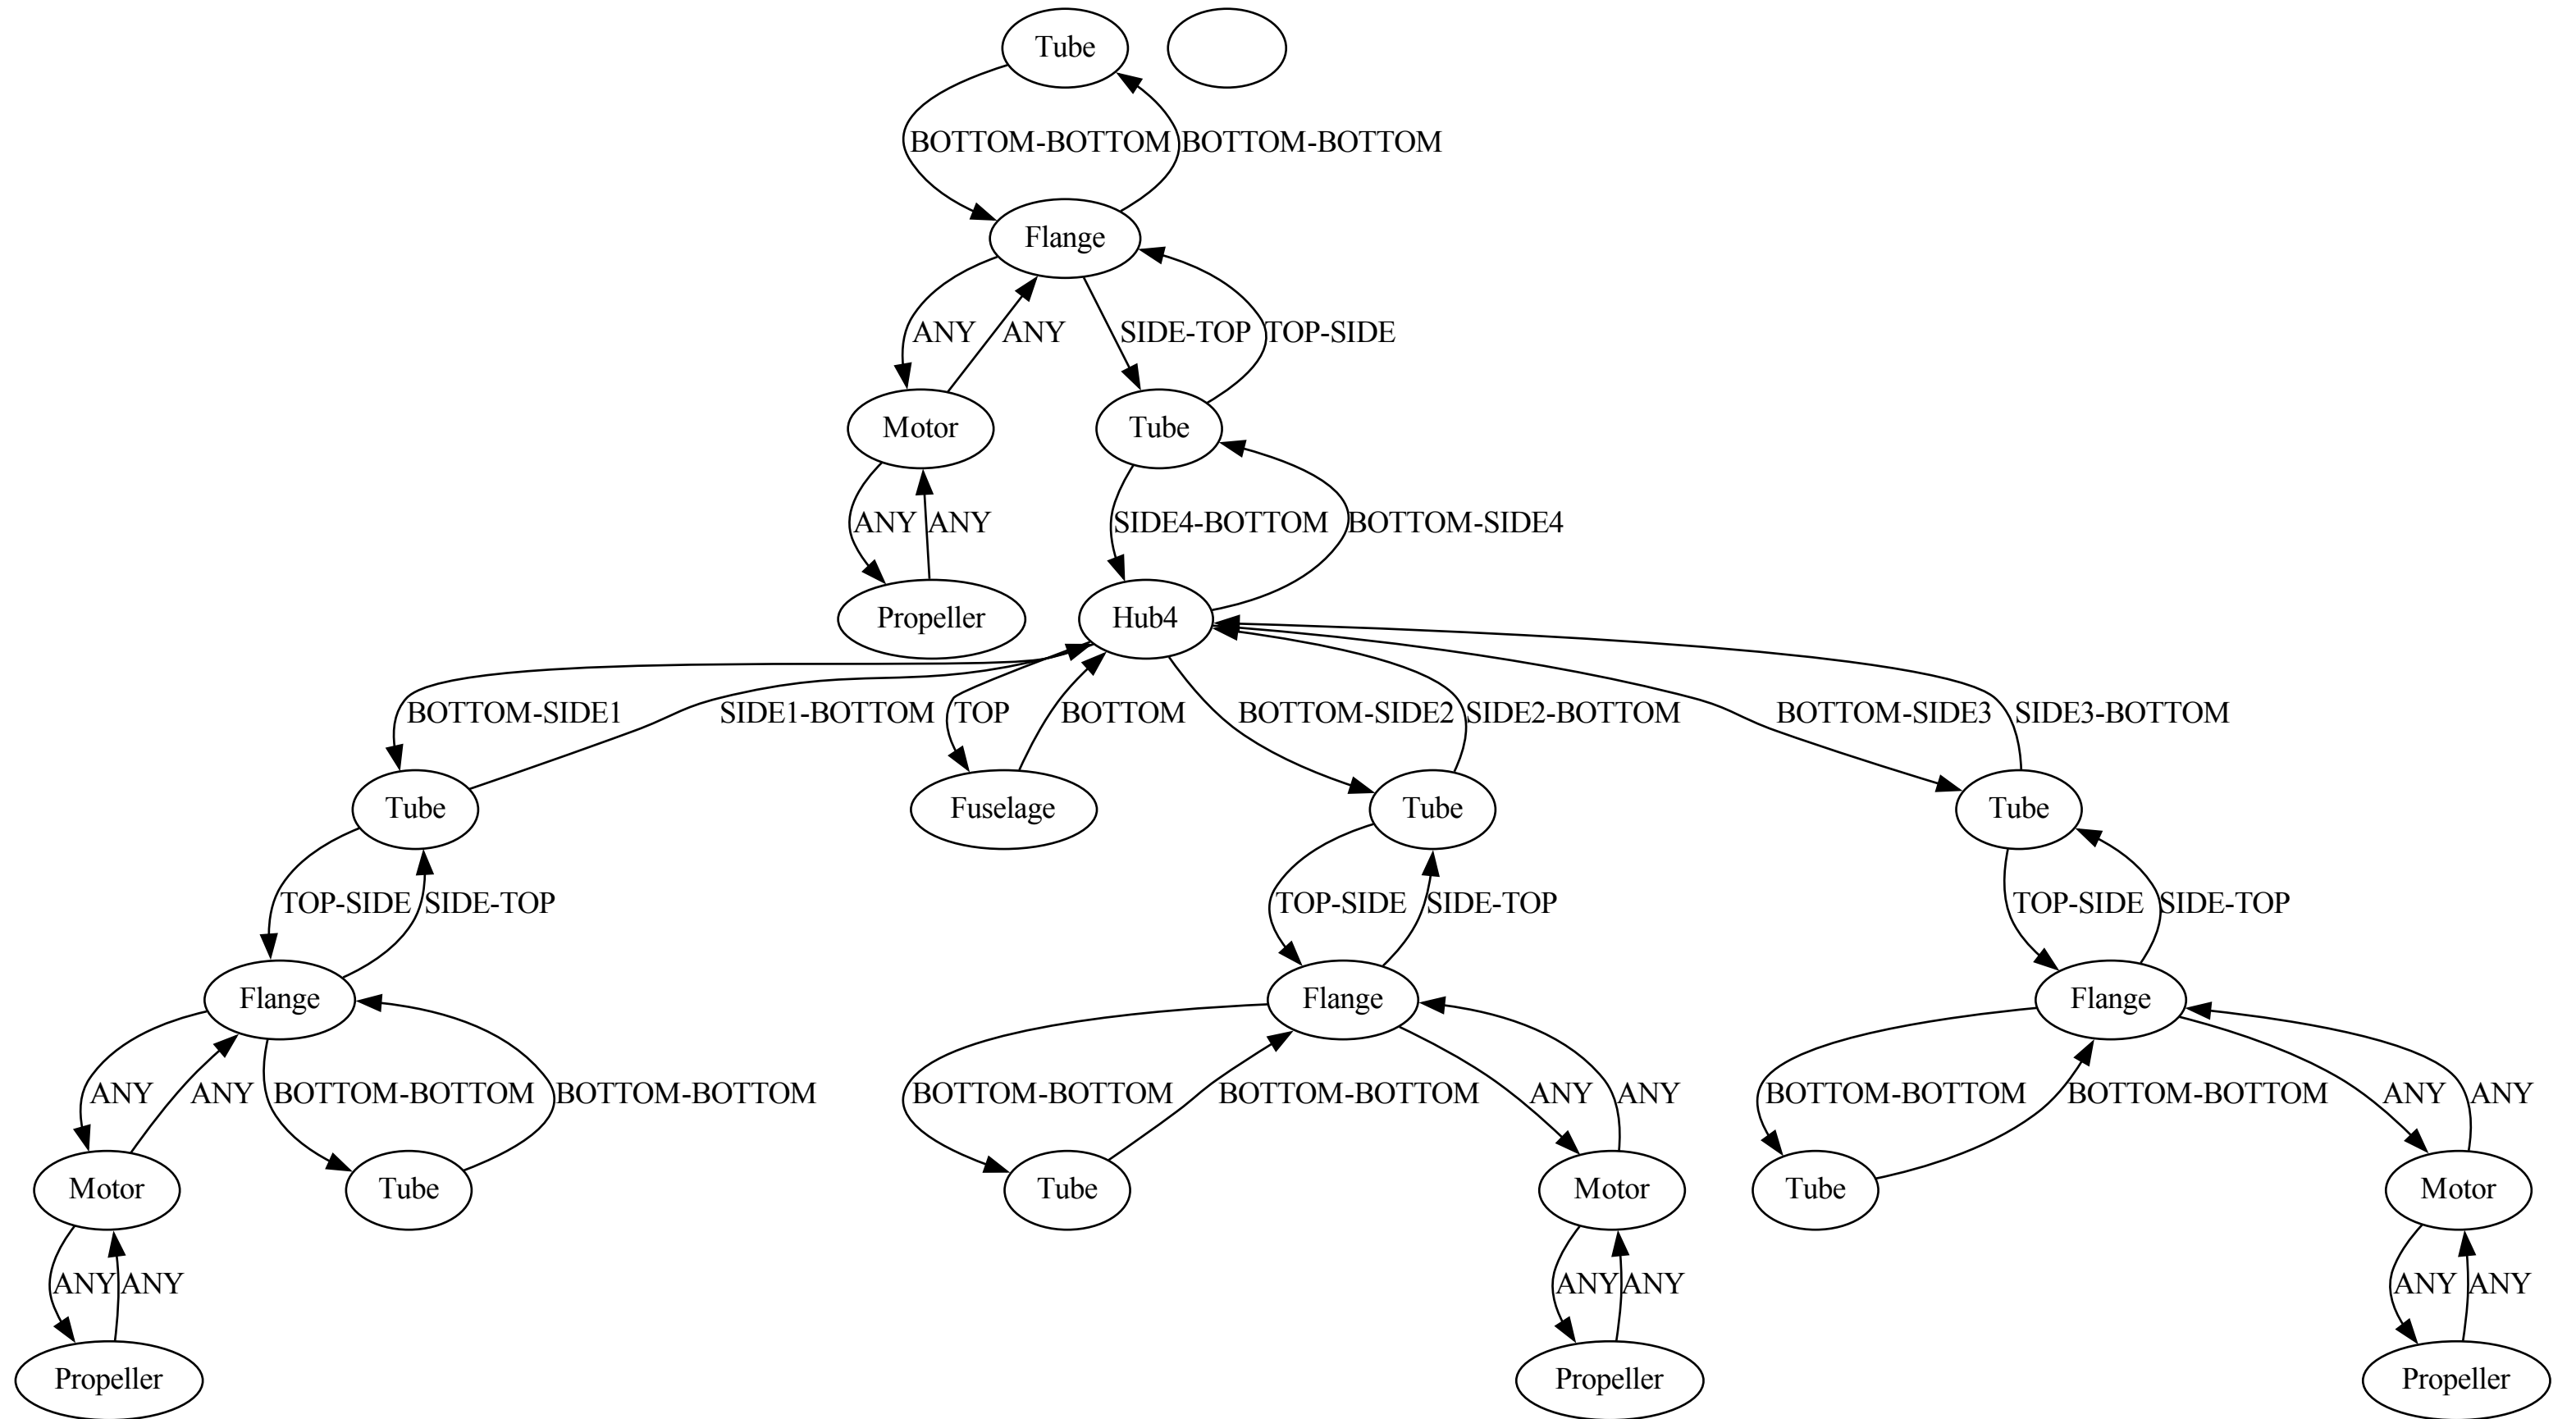 Tube
BOTTOM-BOTTOM BOTTOM-BOTTOM
Flange
ANY ANY SIDE-TOP TOP-SIDE
Motor Tube
ANY ANY SIDE4-BOTTOM BOTTOM-SIDE4
Propeller Hub4
BOTTOM-SIDE1 SIDE1-BOTTOM TOP BOTTOM BOTTOM-SIDE2 SIDE2-BOTTOM BOTTOM-SIDE3 SIDE3-BOTTOM
Tube Fuselage Tube Tube
TOP-SIDE SIDE-TOP TOP-SIDE SIDE-TOP TOP-SIDE SIDE-TOP
Flange Flange Flange
ANY ANY BOTTOM-BOTTOM BOTTOM-BOTTOM BOTTOM-BOTTOM BOTTOM-BOTTOM ANY ANY BOTTOM-BOTTOM BOTTOM-BOTTOM ANY ANY
Motor Tube Tube Motor Tube Motor
ANY ANY ANY ANY ANY ANY
Propeller Propeller Propeller